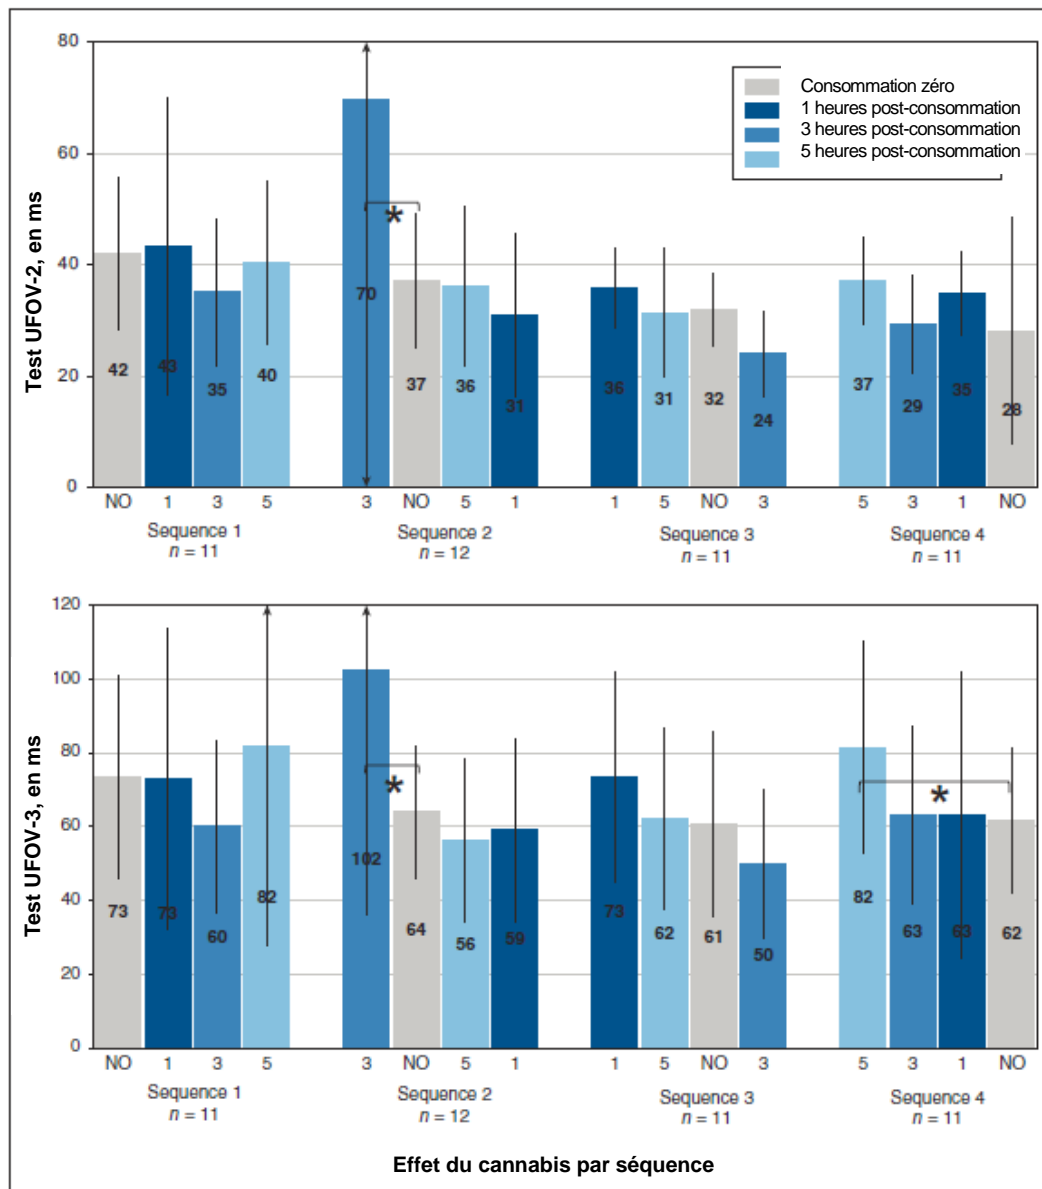 80
60
40
20
0
Test UFOV-2, en ms
Consommation zéro
1 heures post-consommation
3 heures post-consommation
5 heures post-consommation
*
42 43 35 40 70 37 36 31 36 31 32 24 37 29 35 28
NO 1 3 5 3 NO 5 1 1 5 NO 3 5 3 1 NO
Sequence 1 Sequence 2 Sequence 3 Sequence 4
n = 11 n = 12 n = 11 n = 11
120
100
80
60
40
20
0
Test UFOV-3, en ms
* *
73 73 60 82 102 64 56 59 73 62 61 50 82 63 63 62
NO 1 3 5 3 NO 5 1 1 5 NO 3 5 3 1 NO
Sequence 1 Sequence 2 Sequence 3 Sequence 4
n = 11 n = 12 n = 11 n = 11
Effet du cannabis par séquence